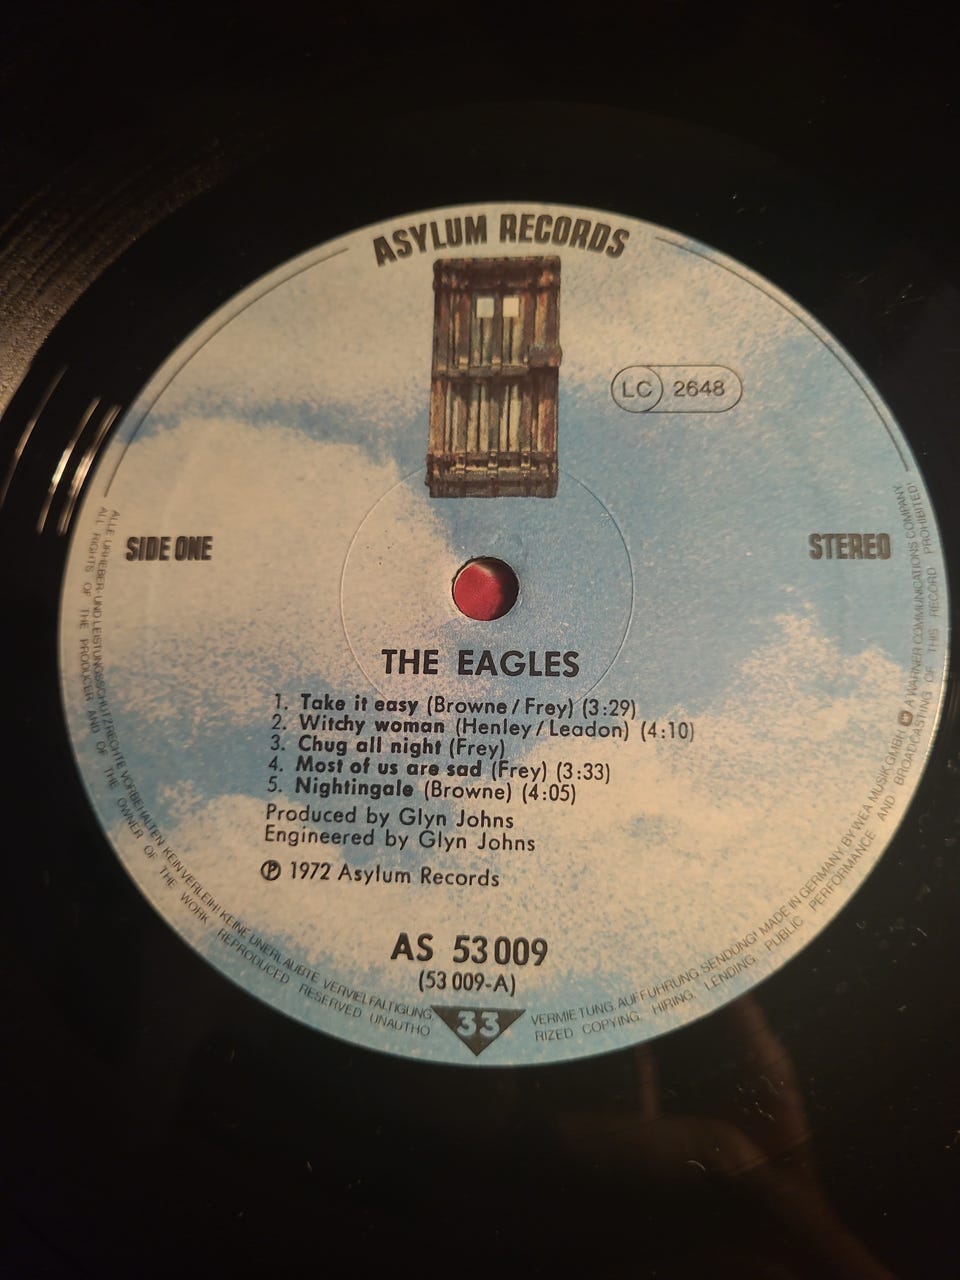 ASYLUM RECORDS
LC 2648
SIDE ONE
STEREO
THE EAGLES
1. Take it easy (Browne/Frey) (3:29)
2. Witchy woman (Henley/Leadon) (4:10)
3. Chug all night (Frey)
4. Most of us are sad (Frey) (3:33)
5. Nightingale (Browne) (4:05)
Produced by Glyn Johns
Engineered by Glyn Johns
℗ 1972 Asylum Records
AS 53 009
(53 009-A)
33
ALLE URHEBER- UND LEISTUNGSSCHUTZRECHTE VORBEHALTEN KEIN VERLEIH! KEINE UNERLAUBTE VERVIELFÄLTIGUNG, VERMIETUNG, AUFFÜHRUNG, SENDUNG! MADE IN GERMANY BY WEA MUSIK GMBH A WARNER COMMUNICATIONS COMPANY
ALL RIGHTS OF THE PRODUCER AND OF THE OWNER OF THE WORK REPRODUCED RESERVED UNAUTHORIZED COPYING, HIRING, LENDING, PUBLIC PERFORMANCE AND BROADCASTING OF THIS RECORD PROHIBITED!